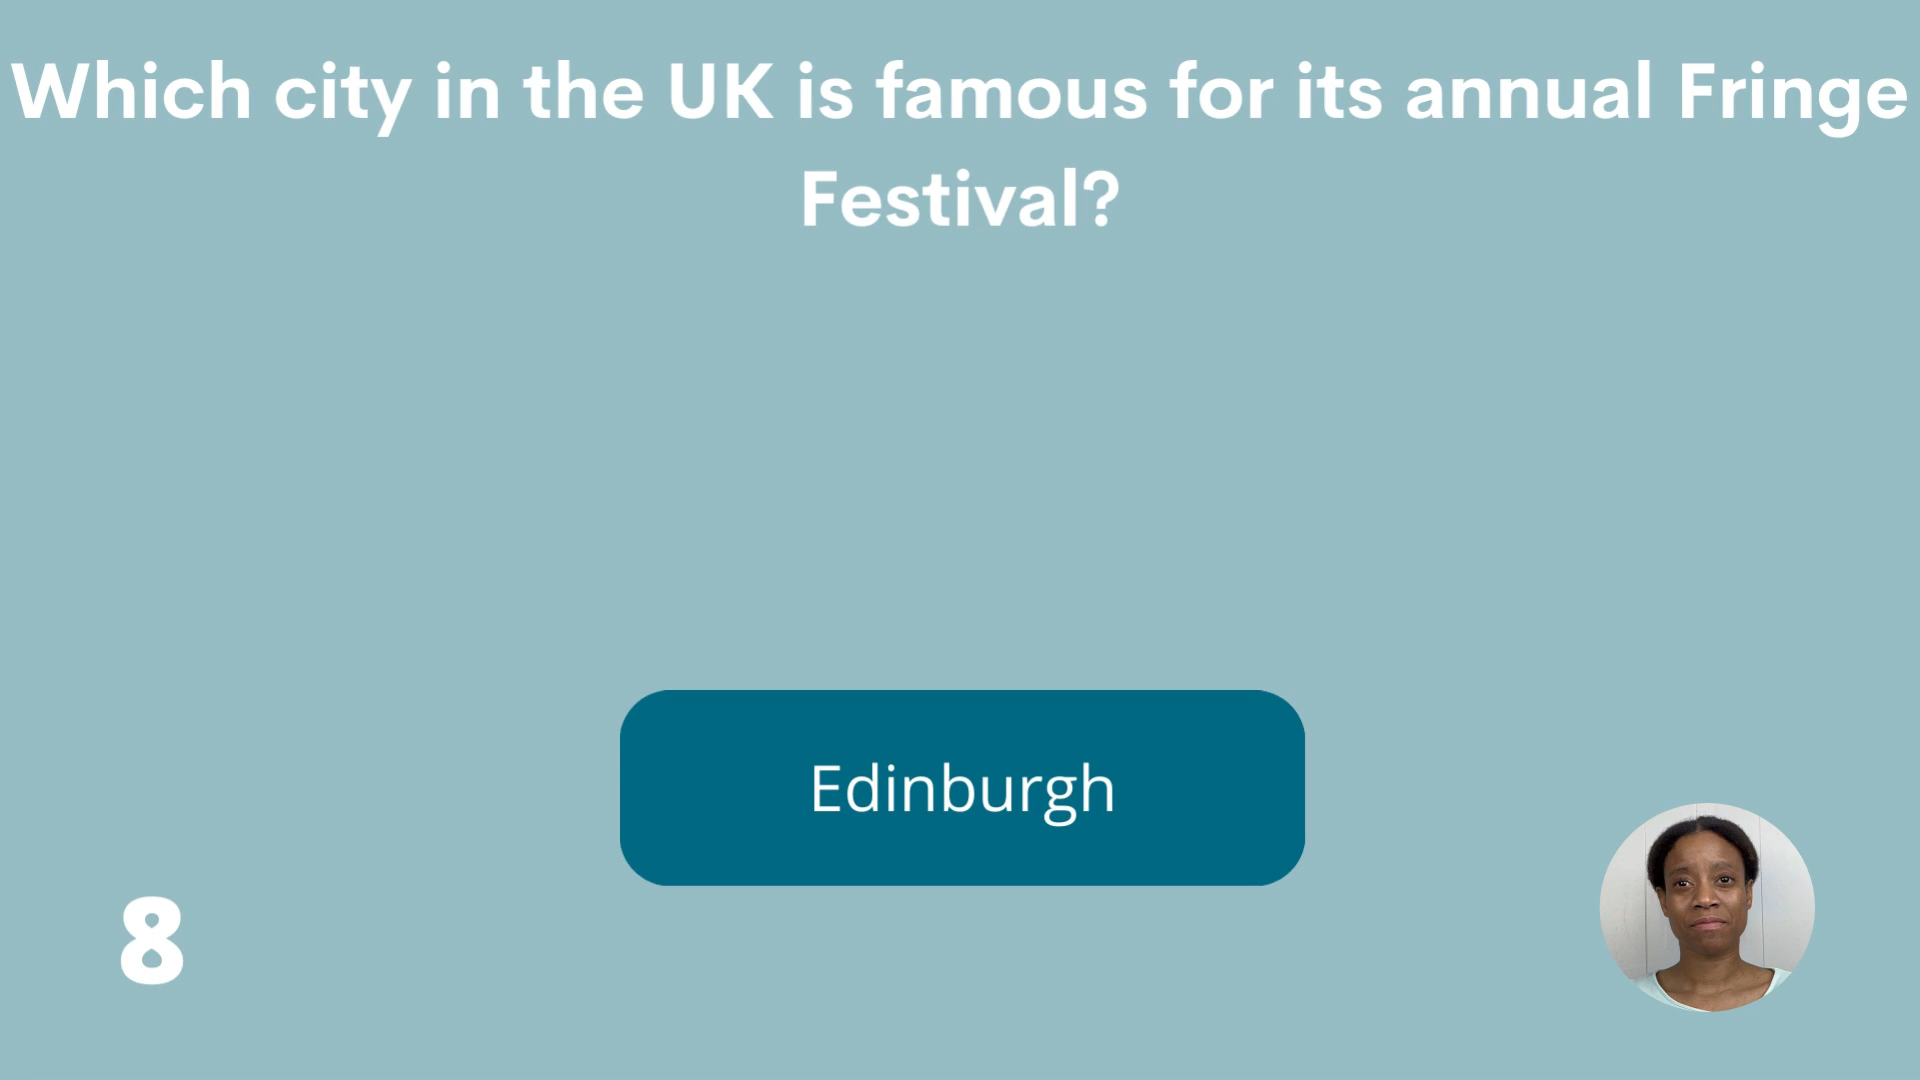 Which city in the UK is famous for its annual Fringe
Festival?
Edinburgh
8